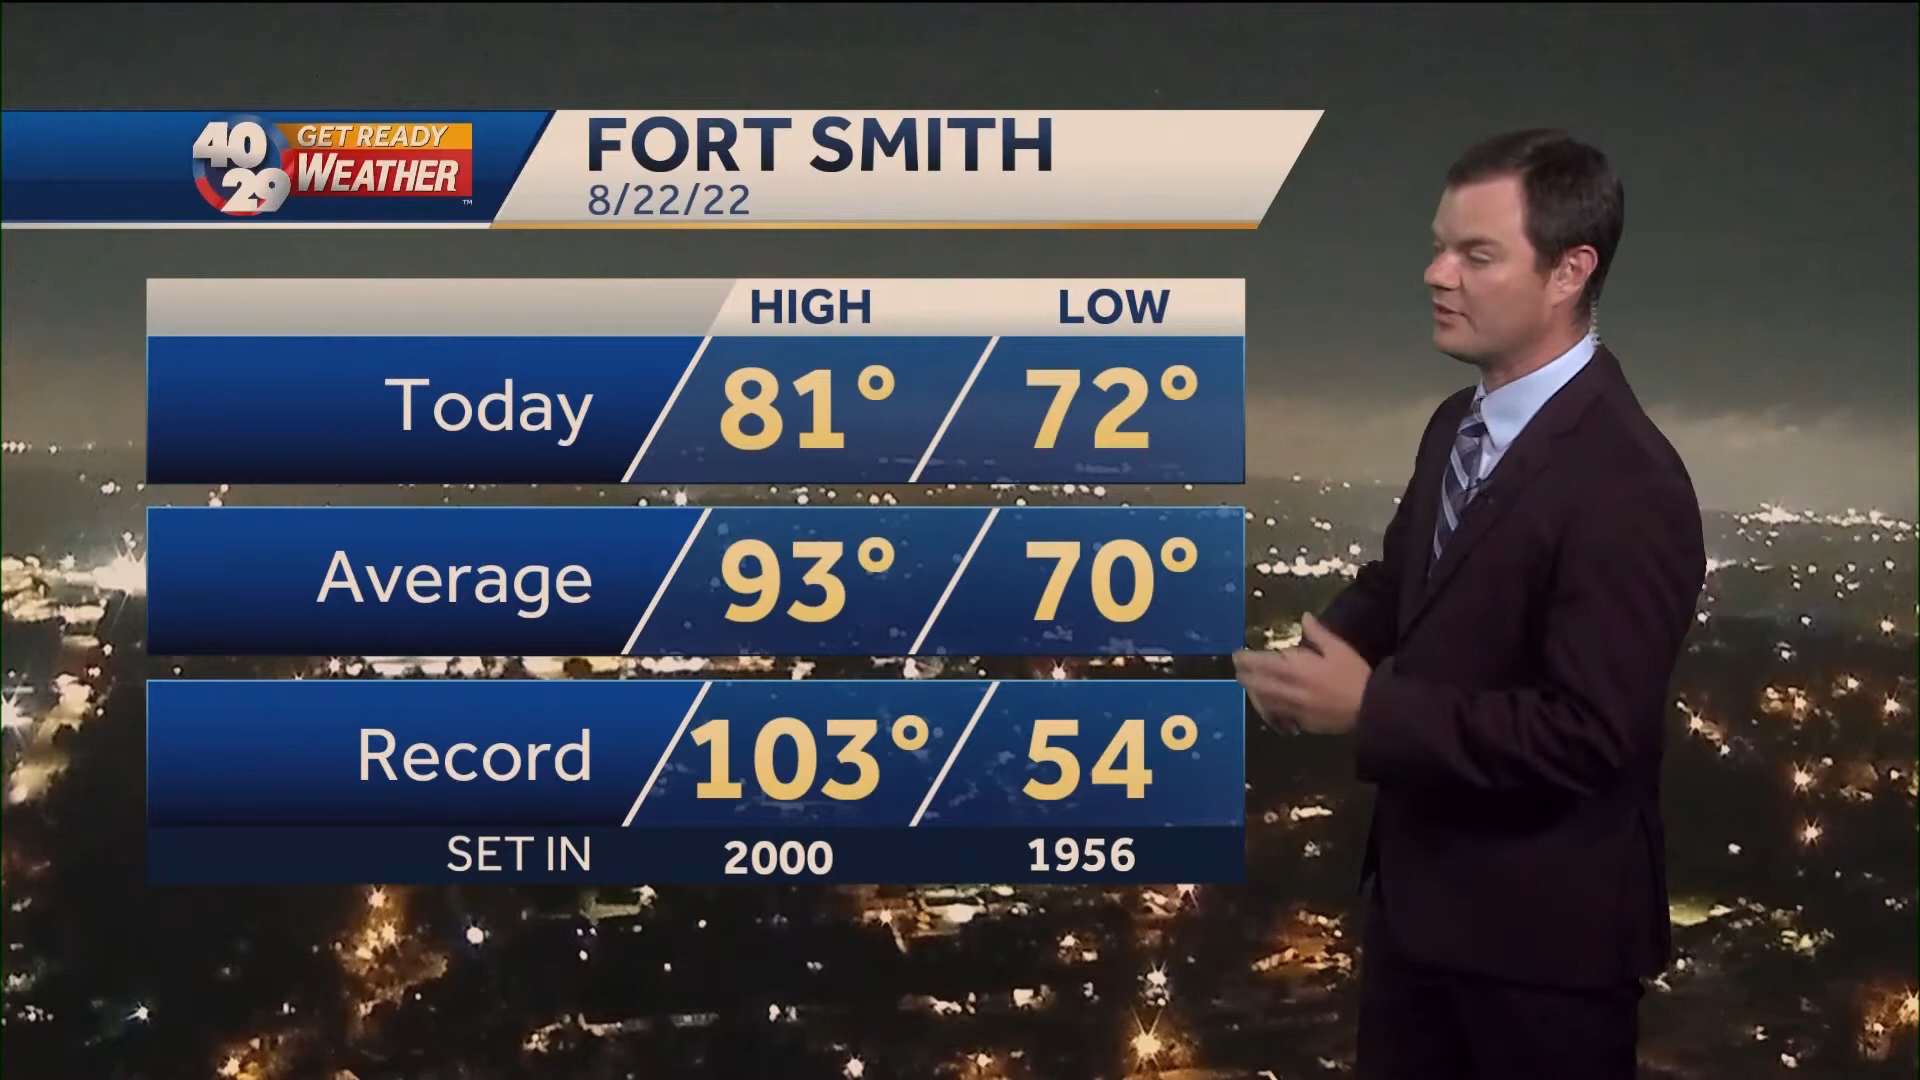 40 29
GET READY
WEATHER™
FORT SMITH
8/22/22
HIGH LOW
Today 81° 72°
Average 93° 70°
Record 103° 54°
SET IN 2000 1956